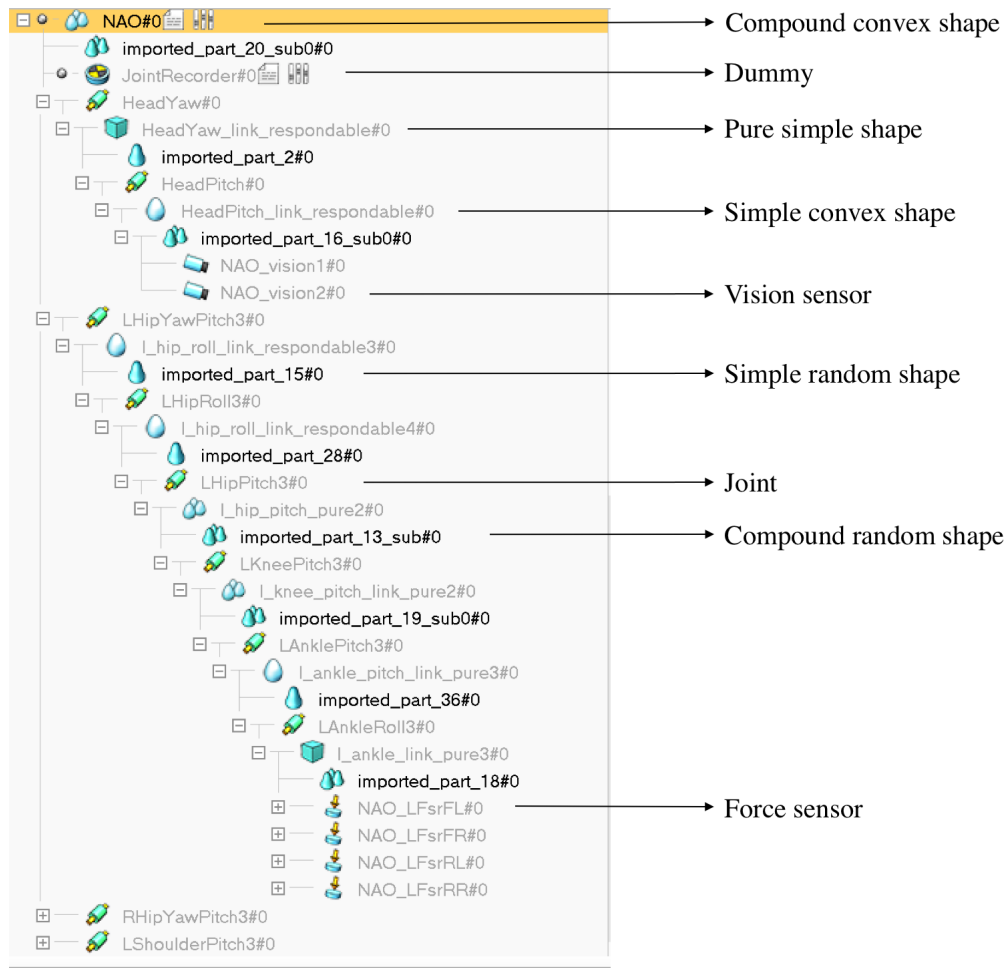 NAO#0 Compound convex shape
imported_part_20_sub0#0
JointRecorder#0 Dummy
HeadYaw#0
HeadYaw_link_respondable#0 Pure simple shape
imported_part_2#0
HeadPitch#0
HeadPitch_link_respondable#0 Simple convex shape
imported_part_16_sub0#0
NAO_vision1#0
NAO_vision2#0 Vision sensor
LHipYawPitch3#0
l_hip_roll_link_respondable3#0
imported_part_15#0 Simple random shape
LHipRoll3#0
l_hip_roll_link_respondable4#0
imported_part_28#0
LHipPitch3#0 Joint
l_hip_pitch_pure2#0
imported_part_13_sub#0 Compound random shape
LKneePitch3#0
l_knee_pitch_link_pure2#0
imported_part_19_sub0#0
LAnklePitch3#0
l_ankle_pitch_link_pure3#0
imported_part_36#0
LAnkleRoll3#0
l_ankle_link_pure3#0
imported_part_18#0
NAO_LFsrFL#0 Force sensor
NAO_LFsrFR#0
NAO_LFsrRL#0
NAO_LFsrRR#0
RHipYawPitch3#0
LShoulderPitch3#0